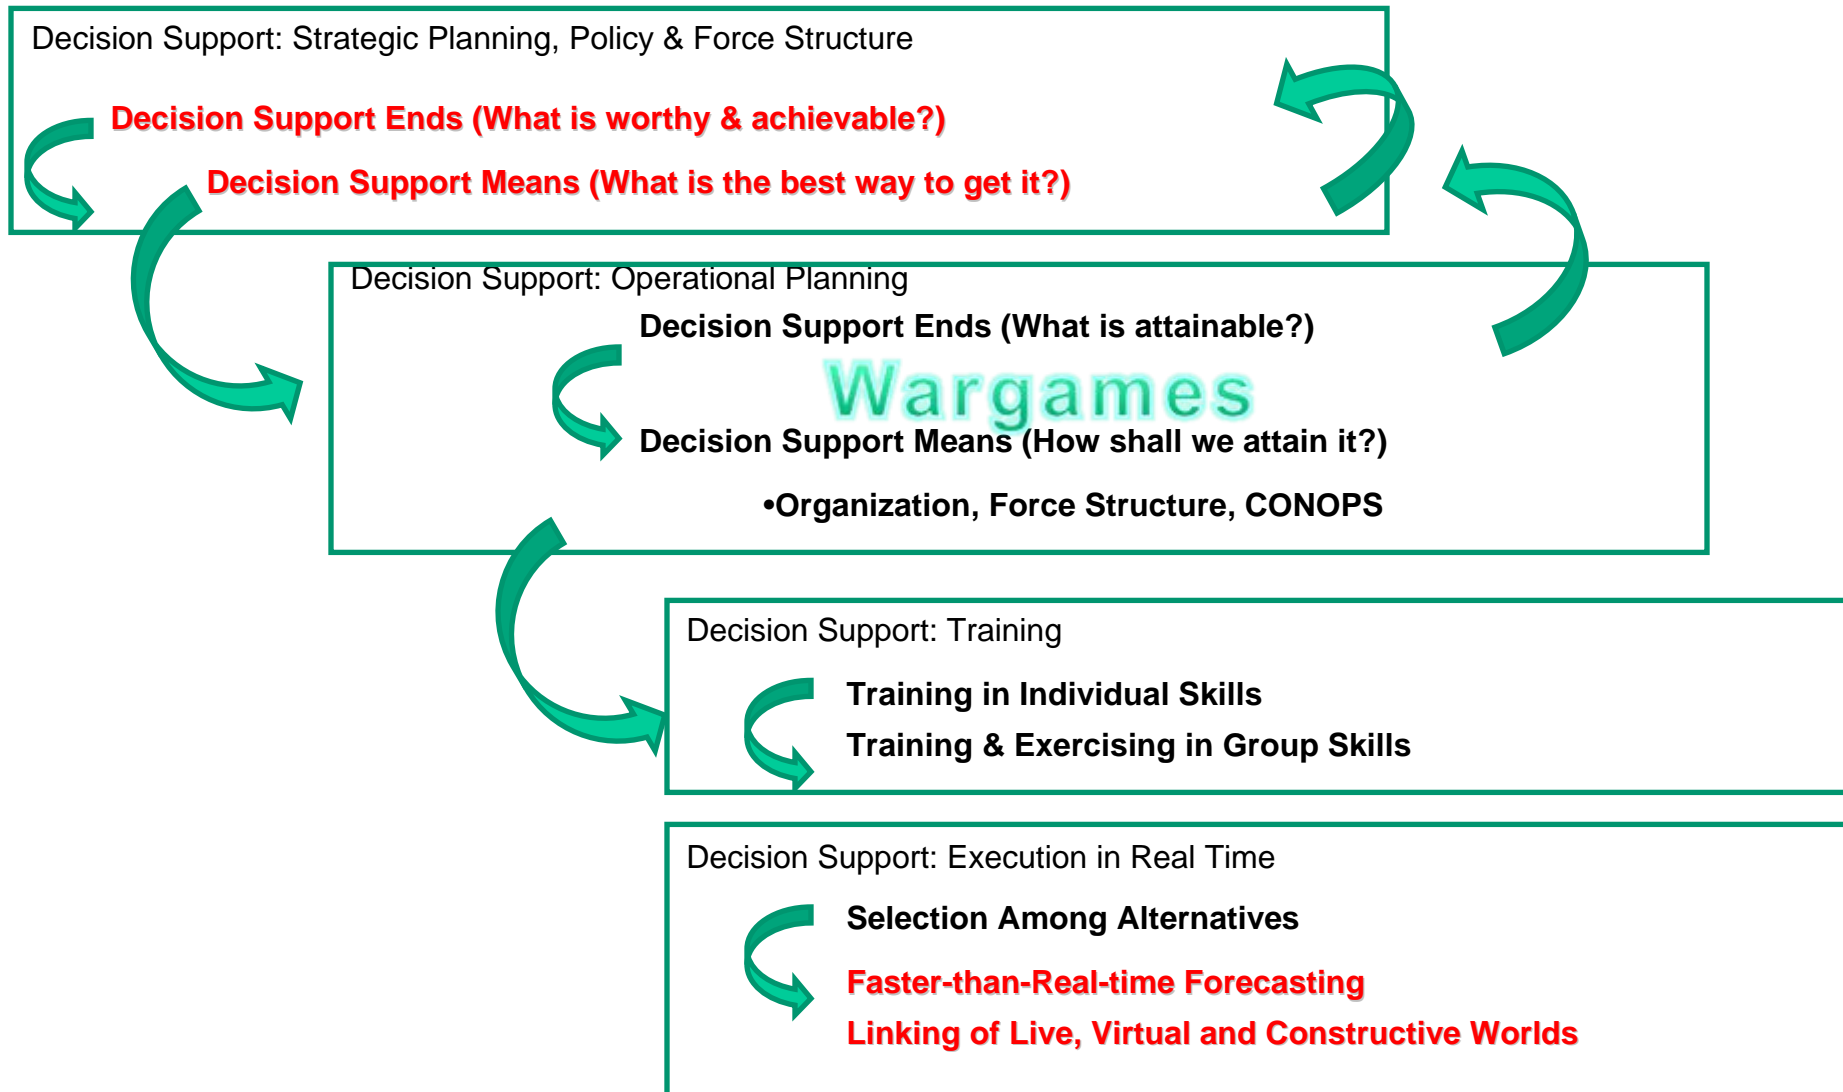 Decision Support: Strategic Planning, Policy & Force Structure
Decision Support Ends (What is worthy & achievable?)
Decision Support Means (What is the best way to get it?)
Decision Support: Operational Planning
Decision Support Ends (What is attainable?)
Wargames
Decision Support Means (How shall we attain it?)
•Organization, Force Structure, CONOPS
Decision Support: Training
Training in Individual Skills
Training & Exercising in Group Skills
Decision Support: Execution in Real Time
Selection Among Alternatives
Faster-than-Real-time Forecasting
Linking of Live, Virtual and Constructive Worlds